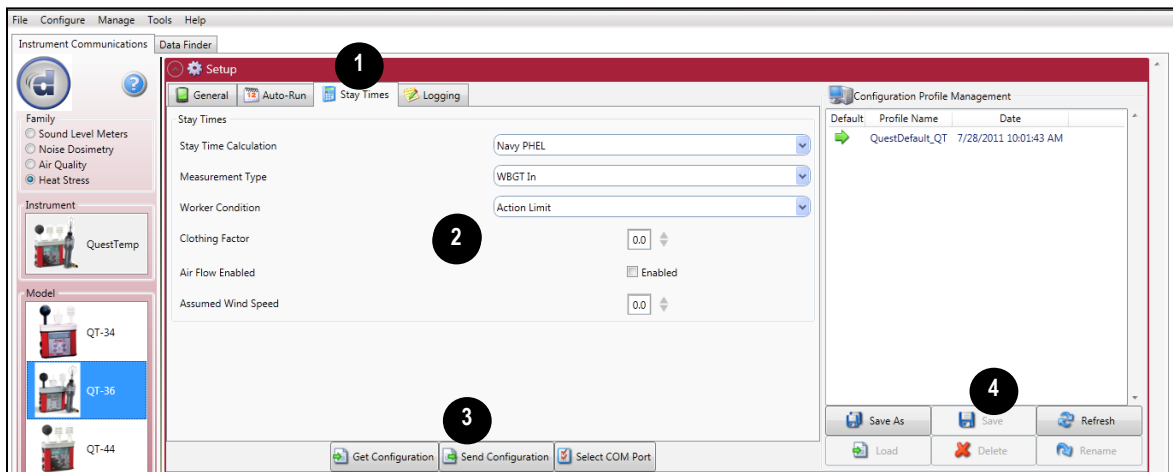 File Configure Manage Tools Help
Instrument Communications Data Finder
1
Setup
General 12 Auto-Run Stay Times Logging
d
?
Family
Sound Level Meters
Noise Dosimetry
Air Quality
Heat Stress
Instrument
QuestTemp
Model
QT-34
QT-36
QT-44
Stay Times
Stay Time Calculation Navy PHEL
Measurement Type WBGT In
Worker Condition Action Limit
2
Clothing Factor 0.0
Air Flow Enabled Enabled
Assumed Wind Speed 0.0
3
Get Configuration Send Configuration Select COM Port
Configuration Profile Management
Default Profile Name Date
QuestDefault_QT 7/28/2011 10:01:43 AM
4
Save As Save Refresh
Load Delete Rename